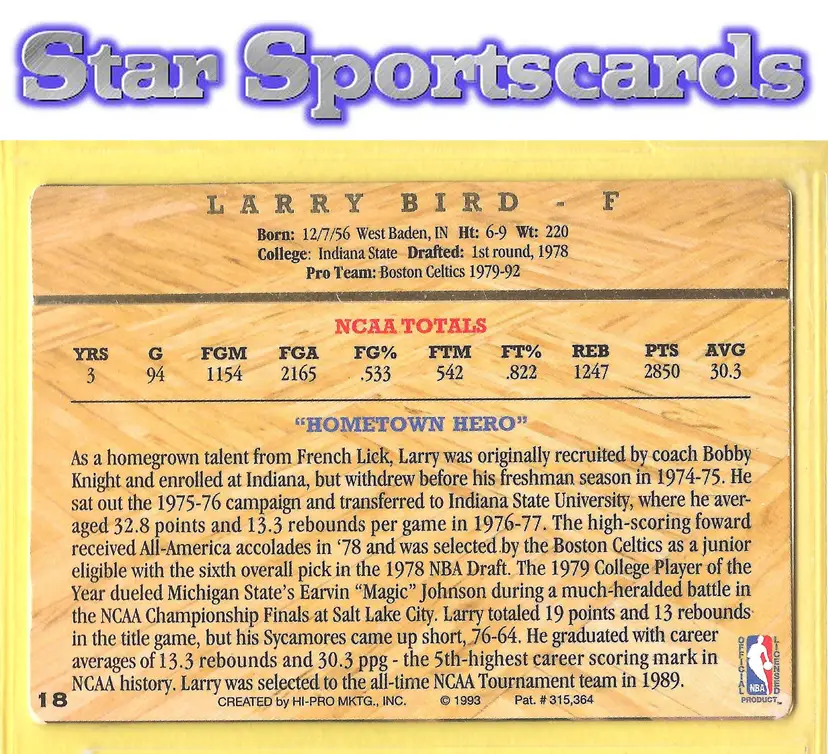 Star Sportscards
LARRY BIRD - F
Born: 12/7/56 West Baden, IN Ht: 6-9 Wt: 220
College: Indiana State Drafted: 1st round, 1978
Pro Team: Boston Celtics 1979-92
NCAA TOTALS
YRS G FGM FGA FG% FTM FT% REB PTS AVG
3 94 1154 2165 .533 542 .822 1247 2850 30.3
"HOMETOWN HERO"
As a homegrown talent from French Lick, Larry was originally recruited by coach Bobby
Knight and enrolled at Indiana, but withdrew before his freshman season in 1974-75. He
sat out the 1975-76 campaign and transferred to Indiana State University, where he aver-
aged 32.8 points and 13.3 rebounds per game in 1976-77. The high-scoring foward
received All-America accolades in '78 and was selected by the Boston Celtics as a junior
eligible with the sixth overall pick in the 1978 NBA Draft. The 1979 College Player of the
Year dueled Michigan State's Earvin "Magic" Johnson during a much-heralded battle in
the NCAA Championship Finals at Salt Lake City. Larry totaled 19 points and 13 rebounds
in the title game, but his Sycamores came up short, 76-64. He graduated with career
averages of 13.3 rebounds and 30.3 ppg - the 5th-highest career scoring mark in
NCAA history. Larry was selected to the all-time NCAA Tournament team in 1989.
OFFICIAL
LICENSED
NBA
PRODUCT
18
CREATED by HI-PRO MKTG., INC. © 1993 Pat. # 315,364